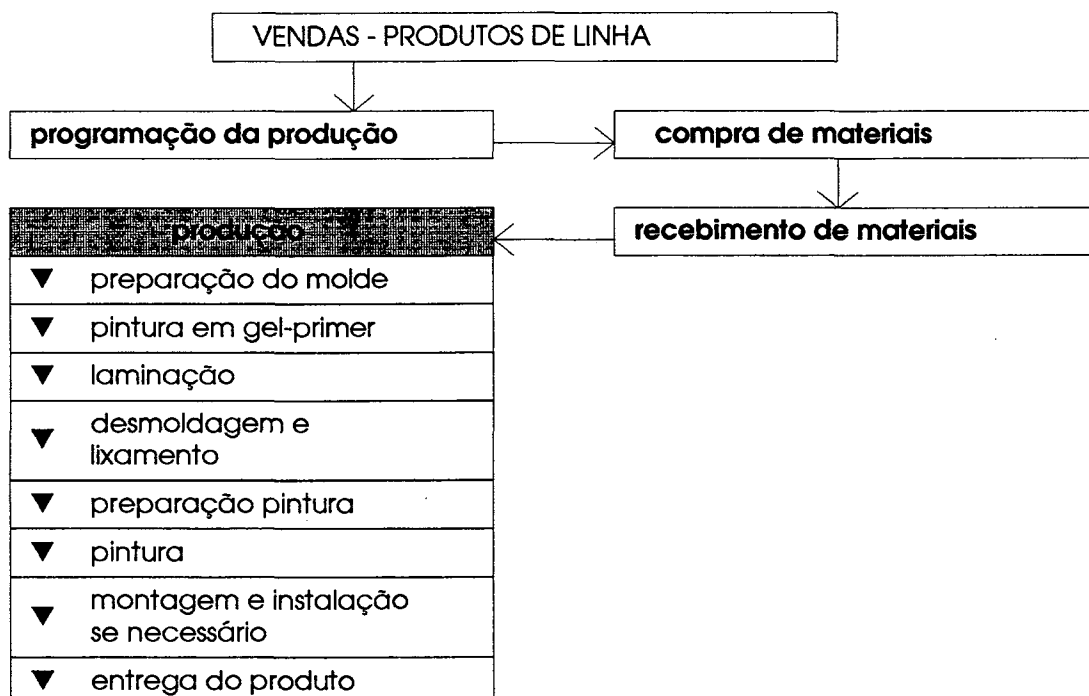 VENDAS - PRODUTOS DE LINHA
programação da produção
compra de materiais
recebimento de materiais
produção
▼ preparação do molde
▼ pintura em gel-primer
▼ laminação
▼ desmoldagem e
lixamento
▼ preparação pintura
▼ pintura
▼ montagem e instalação
se necessário
▼ entrega do produto